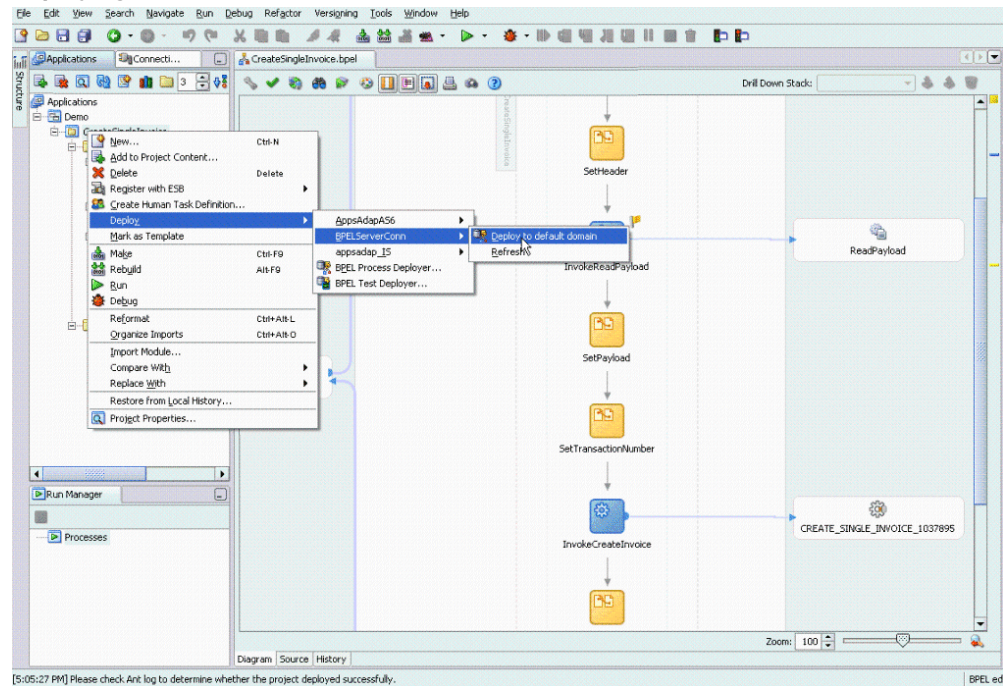 File Edit View Search Navigate Run Debug Refactor Versioning Tools Window Help
Applications
Connecti...
CreateSingleInvoice.bpel
Structure
3
Drill Down Stack:
Applications
Demo
CreateSingleInvoice
New... Ctrl-N
Add to Project Content...
Delete Delete
Register with ESB
Create Human Task Definition...
Deploy
Mark as Template
Make Ctrl-F9
Rebuild Alt-F9
Run
Debug
Reformat Ctrl+Alt-L
Organize Imports Ctrl+Alt-O
Import Module...
Compare With
Replace With
Restore from Local History...
Project Properties...
AppsAdapAS6
BPELServerConn
appsadap_15
BPEL Process Deployer...
BPEL Test Deployer...
Deploy to default domain
Refresh
CreateSingleInvoice
SetHeader
InvokeReadPayload
ReadPayload
SetPayload
SetTransactionNumber
InvokeCreateInvoice
CREATE_SINGLE_INVOICE_1037895
Run Manager
Processes
Zoom: 100
Diagram Source History
[5:05:27 PM] Please check Ant log to determine whether the project deployed successfully.
BPEL ed